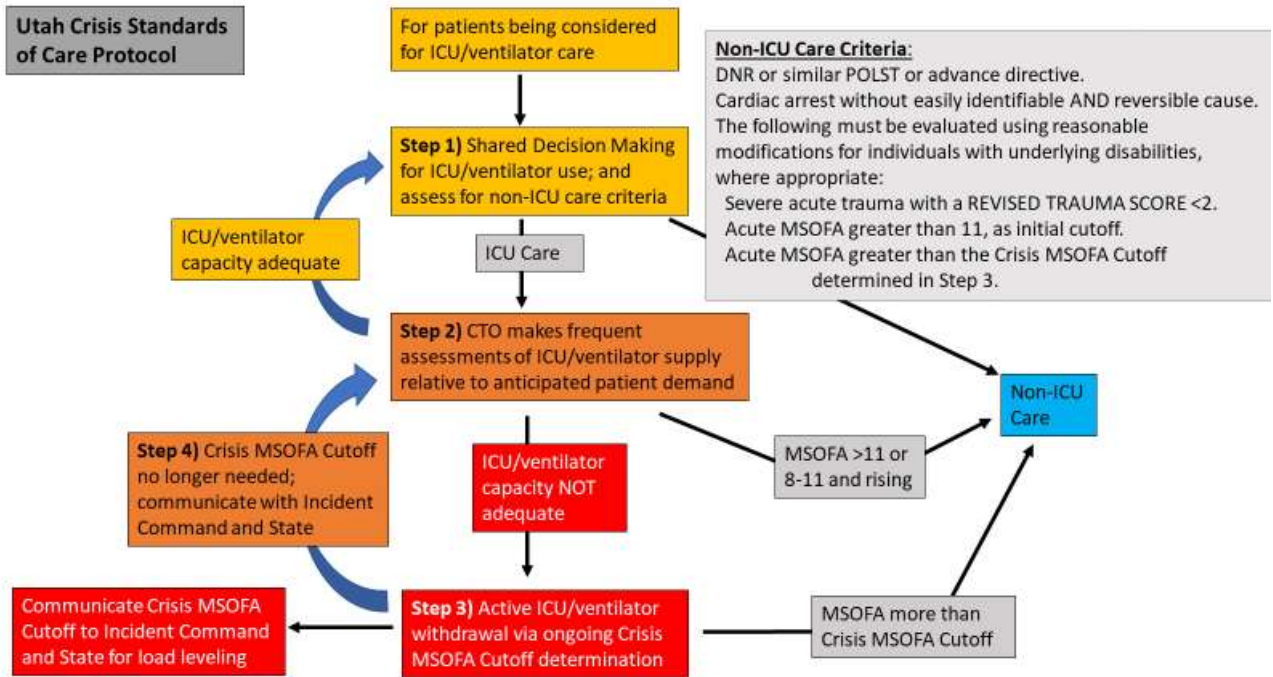 Utah Crisis Standards
of Care Protocol
For patients being considered
for ICU/ventilator care
Non-ICU Care Criteria:
DNR or similar POLST or advance directive.
Cardiac arrest without easily identifiable AND reversible cause.
The following must be evaluated using reasonable
modifications for individuals with underlying disabilities,
where appropriate:
Severe acute trauma with a REVISED TRAUMA SCORE <2.
Acute MSOFA greater than 11, as initial cutoff.
Acute MSOFA greater than the Crisis MSOFA Cutoff
determined in Step 3.
Step 1) Shared Decision Making
for ICU/ventilator use; and
assess for non-ICU care criteria
ICU/ventilator
capacity adequate
ICU Care
Step 2) CTO makes frequent
assessments of ICU/ventilator supply
relative to anticipated patient demand
Non-ICU
Care
Step 4) Crisis MSOFA Cutoff
no longer needed;
communicate with Incident
Command and State
ICU/ventilator
capacity NOT
adequate
MSOFA >11 or
8-11 and rising
Communicate Crisis MSOFA
Cutoff to Incident Command
and State for load leveling
Step 3) Active ICU/ventilator
withdrawal via ongoing Crisis
MSOFA Cutoff determination
MSOFA more than
Crisis MSOFA Cutoff